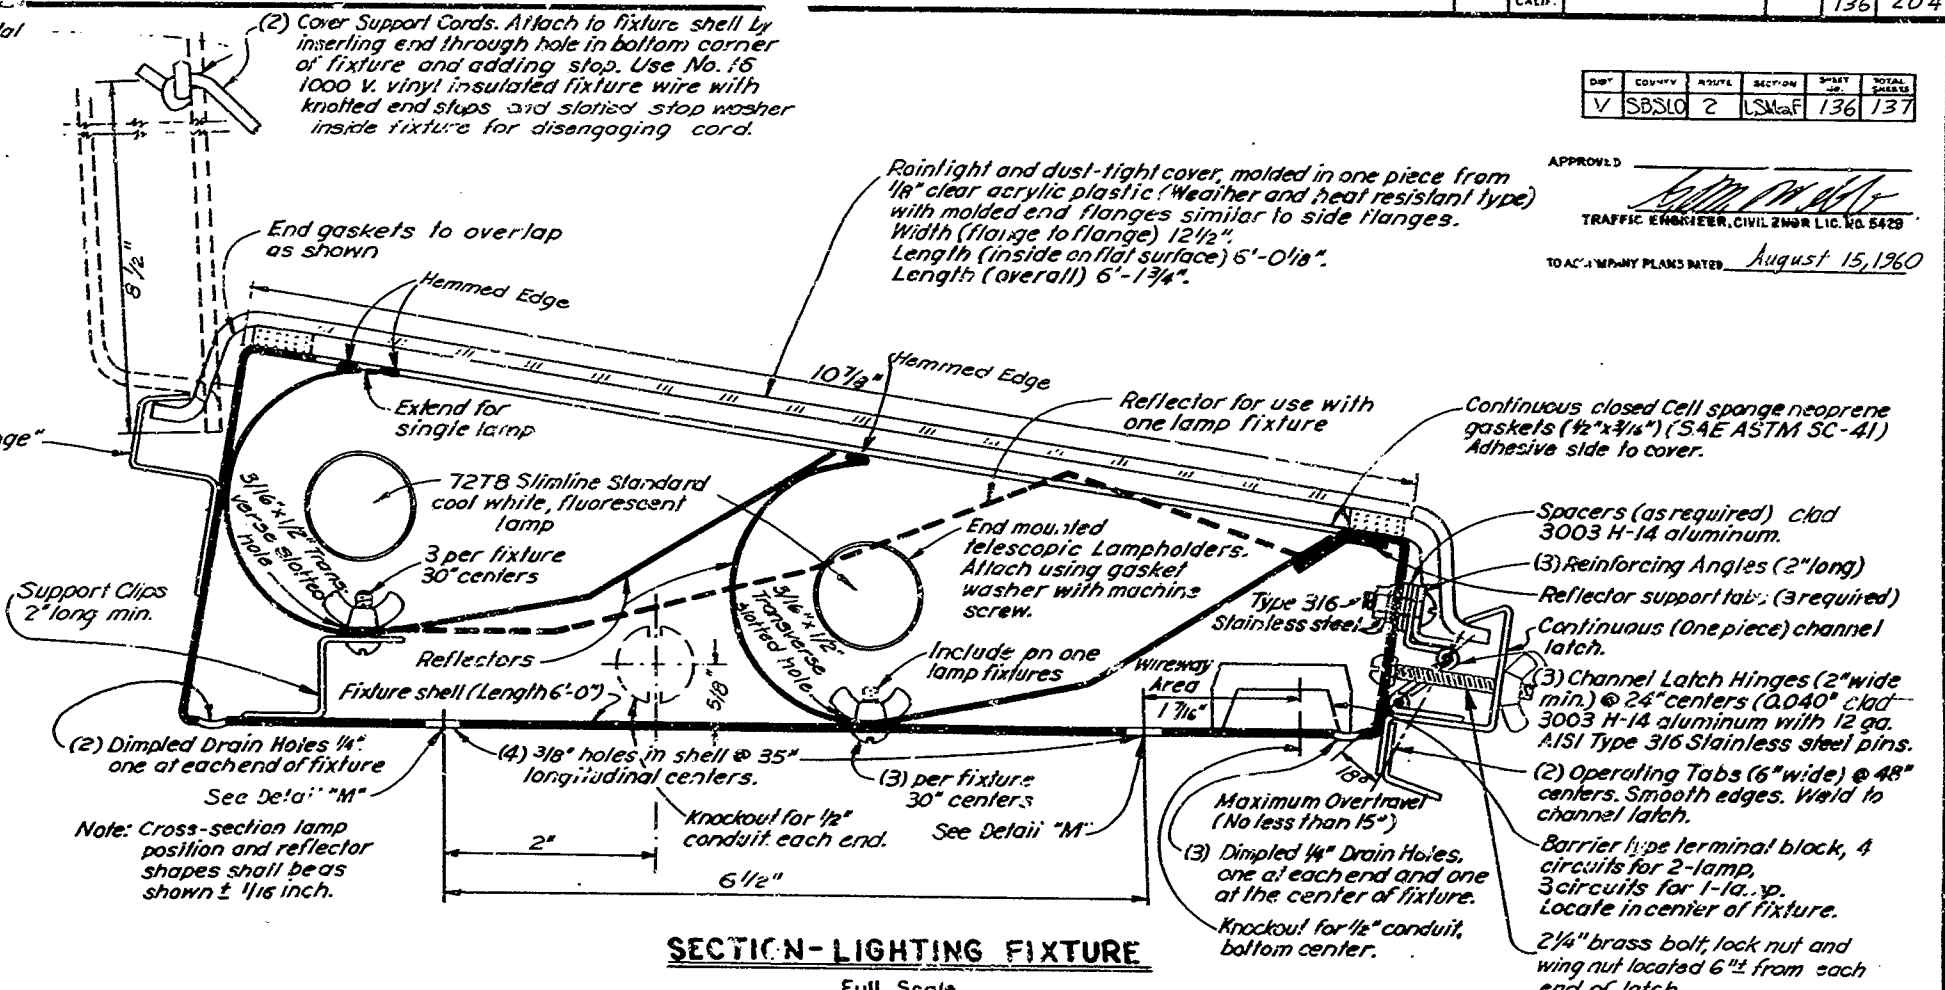 CALIF.
136 204
(2) Cover Support Cords. Attach to fixture shell by
inserting end through hole in bottom corner
of fixture and adding stop. Use No. 16
1000 V. vinyl insulated fixture wire with
knotted end stops and slotted stop washer
inside fixture for disengaging cord.
DIST COUNTY ROUTE SECTION SHEET NO. TOTAL SHEETS
V SB,SLO 2 136 137
APPROVED
TRAFFIC ENGINEER, CIVIL ENGR LIC. NO. 5429
TO ACCOMPANY PLANS DATED August 15, 1960
Raintight and dust-tight cover, molded in one piece from
1/8" clear acrylic plastic (Weather and heat resistant type)
with molded end flanges similar to side flanges.
Width (flange to flange) 12 1/2".
Length (inside on flat surface) 6'-0 1/8".
Length (overall) 6'-1 3/4".
8 1/2"
End gaskets to overlap
as shown
Hemmed Edge
10 7/8"
Hemmed Edge
Extend for
single lamp
Reflector for use with
one lamp fixture
Continuous closed Cell sponge neoprene
gaskets (1/2"x3/16") (SAE ASTM SC-41)
Adhesive side to cover.
72T8 Slimline Standard
cool white, fluorescent
lamp
3/16"x1/2" Trans-
verse slotted
hole
3 per fixture
30" centers
End mounted
telescopic Lampholders.
Attach using gasket
washer with machine
screw.
Spacers (as required) clad
3003 H-14 aluminum.
(3) Reinforcing Angles (2" long)
Reflector support tabs (3 required)
Type 316
Stainless steel
Continuous (One piece) channel
latch.
Support Clips
2" long min.
3/16"x1/2"
Transverse
slotted hole
Reflectors
Include on one
lamp fixtures
Wireway
Area
1 7/16"
Fixture shell (Length 6'-0")
5/8"
(3) Channel Latch Hinges (2" wide
min.) @ 24" centers (0.040" clad
3003 H-14 aluminum with 12 ga.
AISI Type 316 Stainless steel pins.
(2) Dimpled Drain Holes 1/4"
one at each end of fixture
See Detail "M"
(4) 3/8" holes in shell @ 35"
longitudinal centers.
(3) per fixture
30" centers
See Detail "M"
18°
Maximum Overtravel
(No less than 15°)
(2) Operating Tabs (6" wide) @ 48"
centers. Smooth edges. Weld to
channel latch.
Note: Cross-section lamp
position and reflector
shapes shall be as
shown ± 1/16 inch.
Knockout for 1/2"
conduit each end.
2"
6 1/2"
(3) Dimpled 1/4" Drain Holes,
one at each end and one
at the center of fixture.
Knockout for 1/2" conduit,
bottom center.
Barrier type terminal block, 4
circuits for 2-lamp,
3 circuits for 1-lamp.
Locate in center of fixture.
2 1/4" brass bolt, lock nut and
wing nut located 6"± from each
end of latch
SECTION-LIGHTING FIXTURE
Full Scale